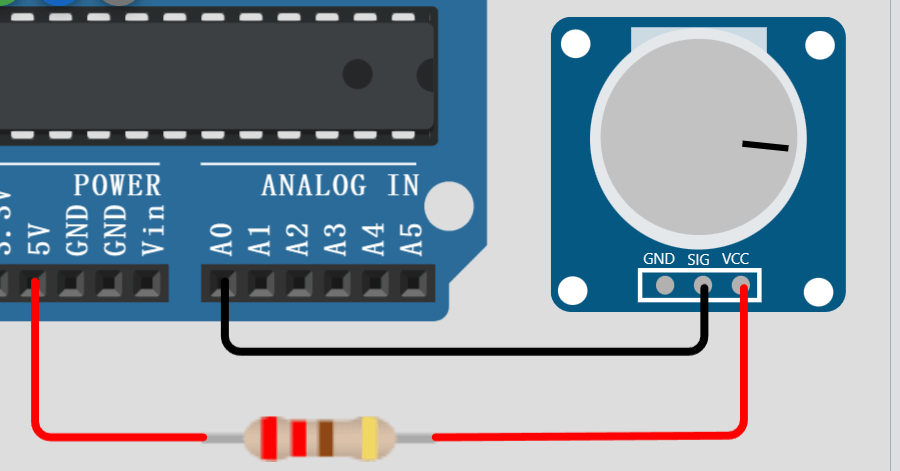 POWER
ANALOG IN
3.3V
5V
GND
GND
Vin
A0
A1
A2
A3
A4
A5
GND
SIG
VCC